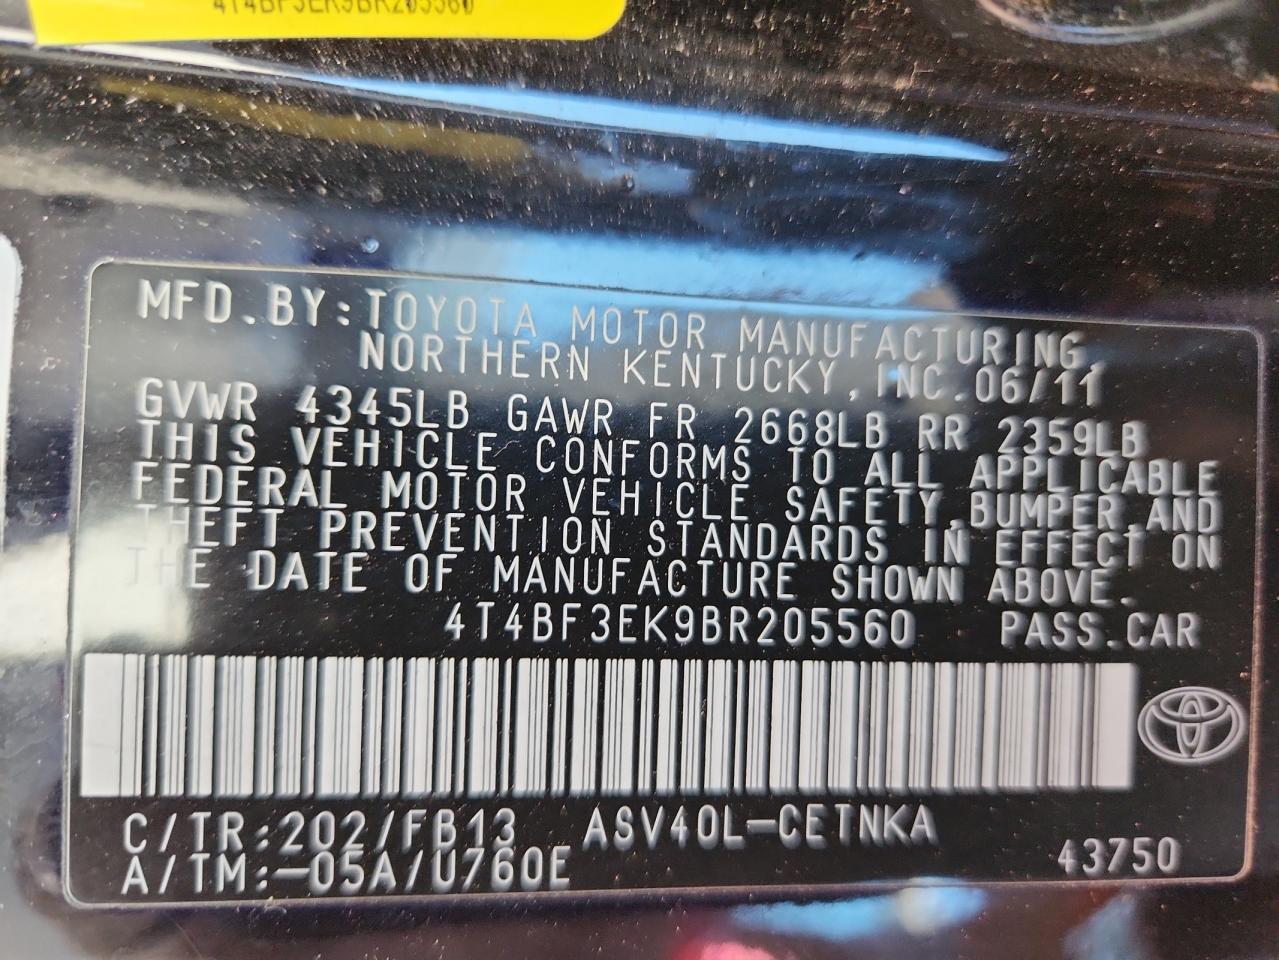 4T4BF3EK9BR205560
MFD.BY:TOYOTA MOTOR MANUFACTURING,
NORTHERN KENTUCKY,INC.06/11
GVWR 4345LB GAWR FR 2668LB RR 2359LB
THIS VEHICLE CONFORMS TO ALL APPLICABLE
FEDERAL MOTOR VEHICLE SAFETY,BUMPER,AND
THEFT PREVENTION STANDARDS IN EFFECT ON
THE DATE OF MANUFACTURE SHOWN ABOVE.
4T4BF3EK9BR205560 PASS.CAR
C/TR:202/FB13 ASV40L-CETNKA
A/TM:-05A/U760E 43750